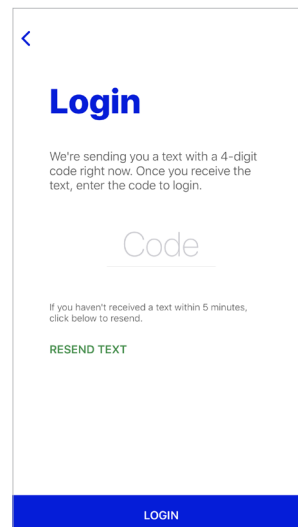 Login
We're sending you a text with a 4-digit
code right now. Once you receive the
text, enter the code to login.
Code
If you haven't received a text within 5 minutes,
click below to resend.
RESEND TEXT
LOGIN